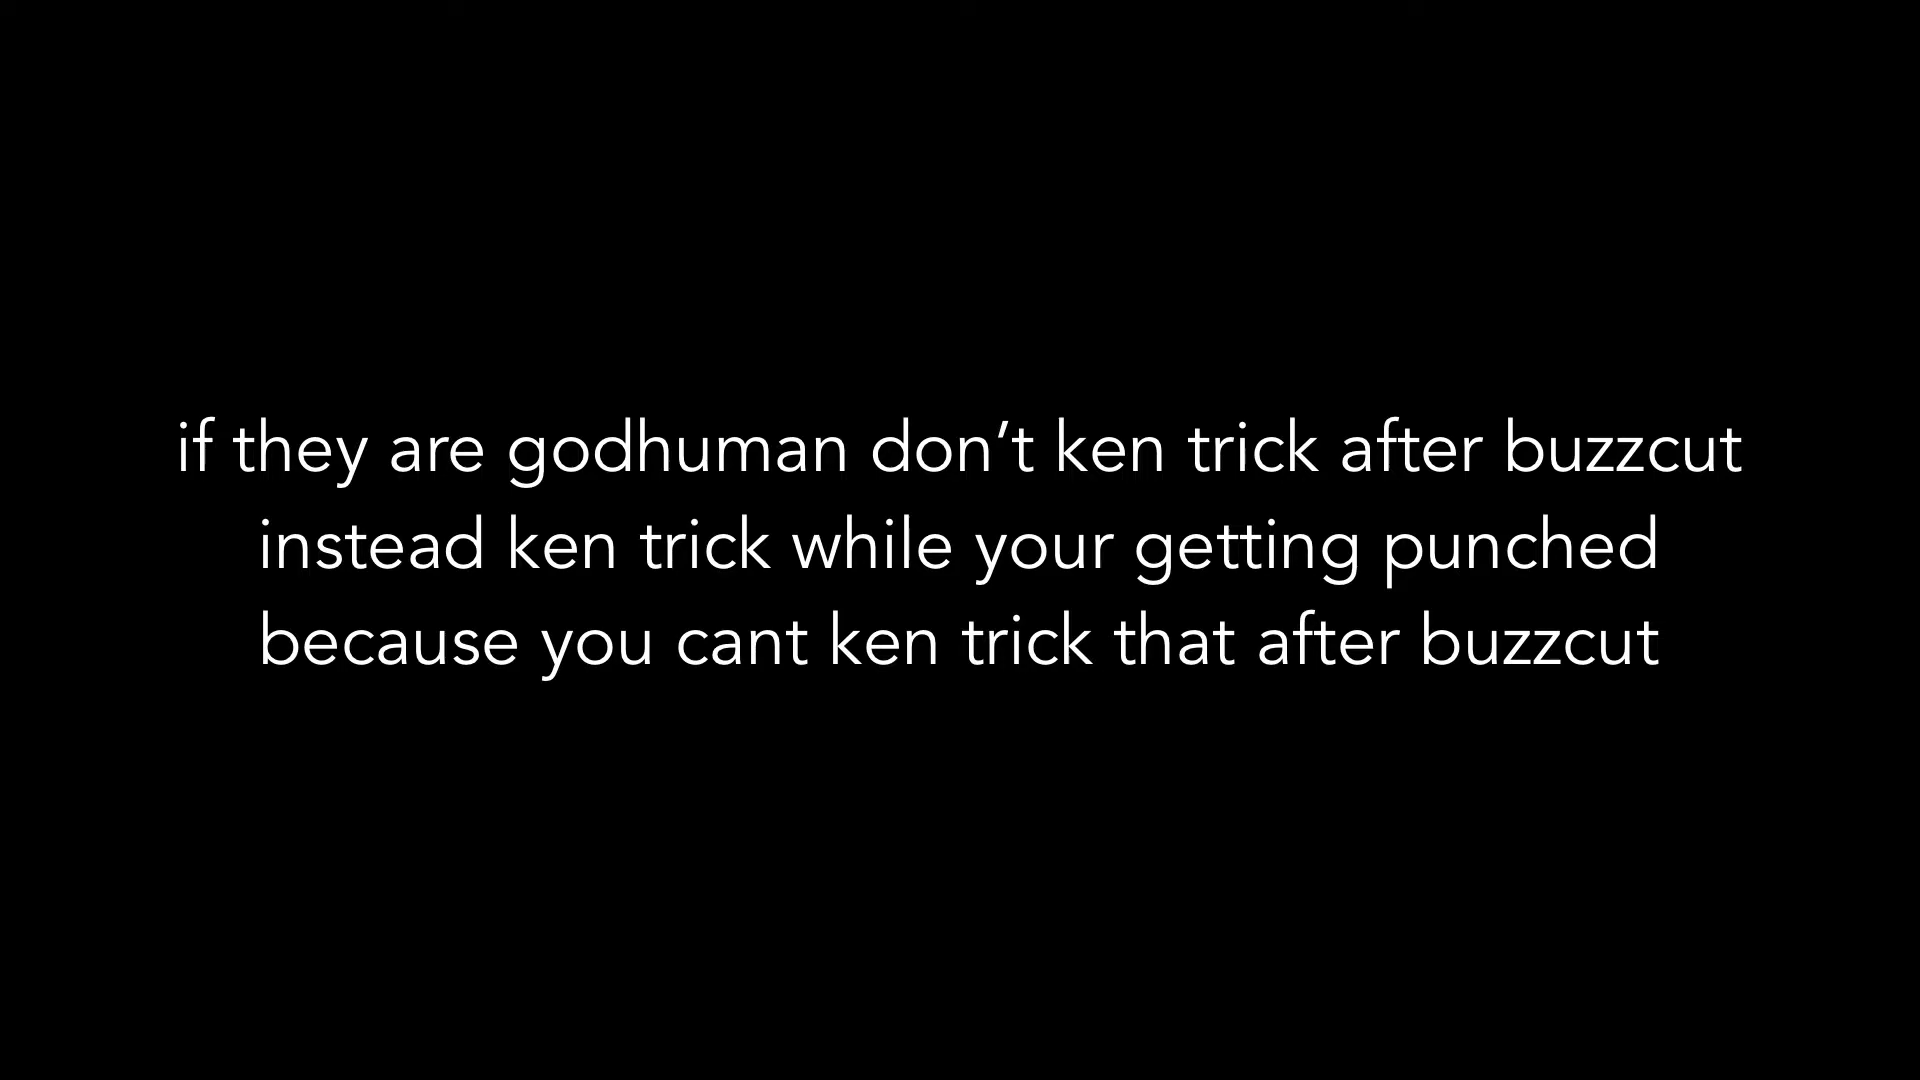 if they are godhuman don’t ken trick after buzzcut
instead ken trick while your getting punched
because you cant ken trick that after buzzcut